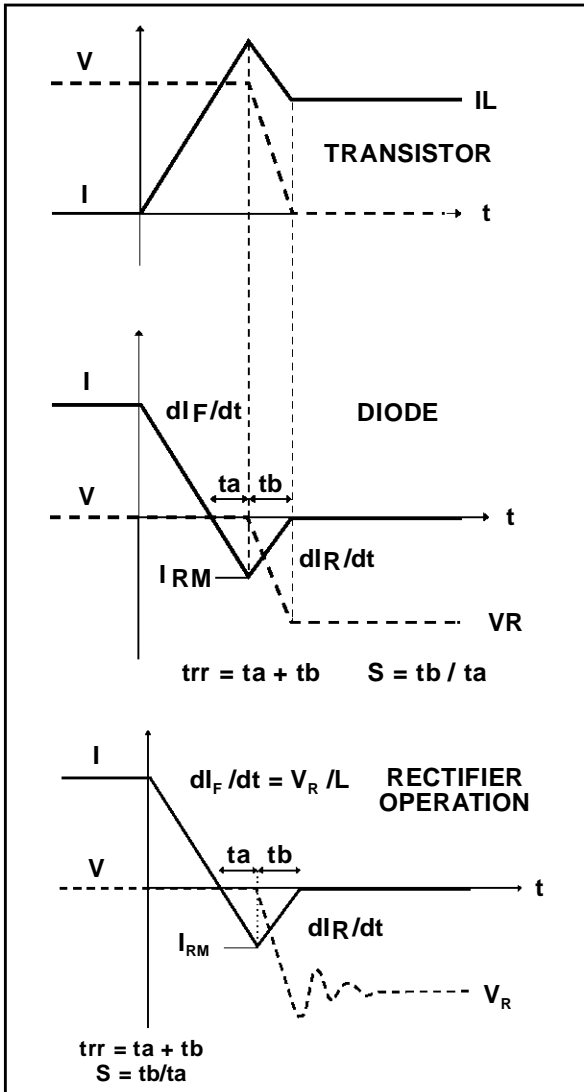 V
IL
TRANSISTOR
I
t
I
dIF/dt
DIODE
ta tb
V
t
IRM
dIR/dt
VR
trr = ta + tb S = tb / ta
I
dIF/dt = VR/L
RECTIFIER
OPERATION
ta tb
V
t
IRM
dIR/dt
VR
trr = ta + tb
S = tb/ta